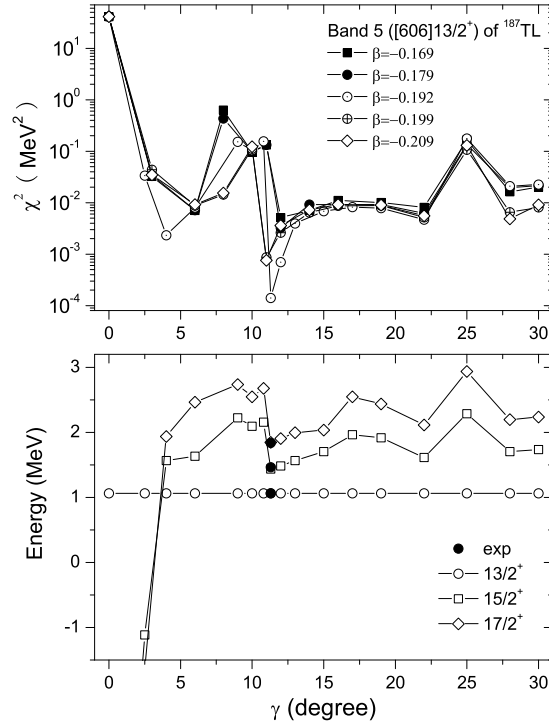 Band 5 ([606]13/2⁺) of ¹⁸⁷TL
β=−0.169
β=−0.179
β=−0.192
β=−0.199
β=−0.209
χ² ( MeV²)
10¹
10⁰
10⁻¹
10⁻²
10⁻³
10⁻⁴
0 5 10 15 20 25 30
Energy (MeV)
3
2
1
0
-1
exp
13/2⁺
15/2⁺
17/2⁺
0 5 10 15 20 25 30
γ (degree)